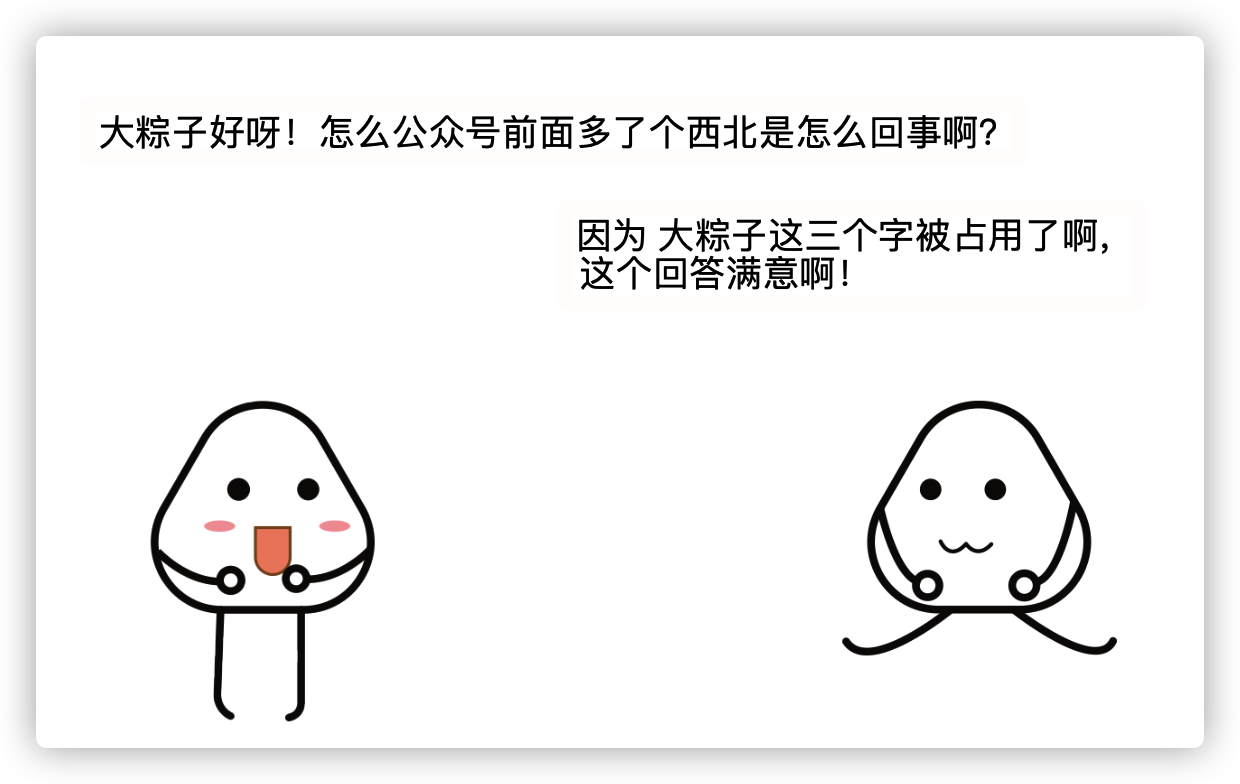 大粽子好呀！怎么公众号前面多了个西北是怎么回事啊？
因为 大粽子这三个字被占用了啊，
这个回答满意啊！